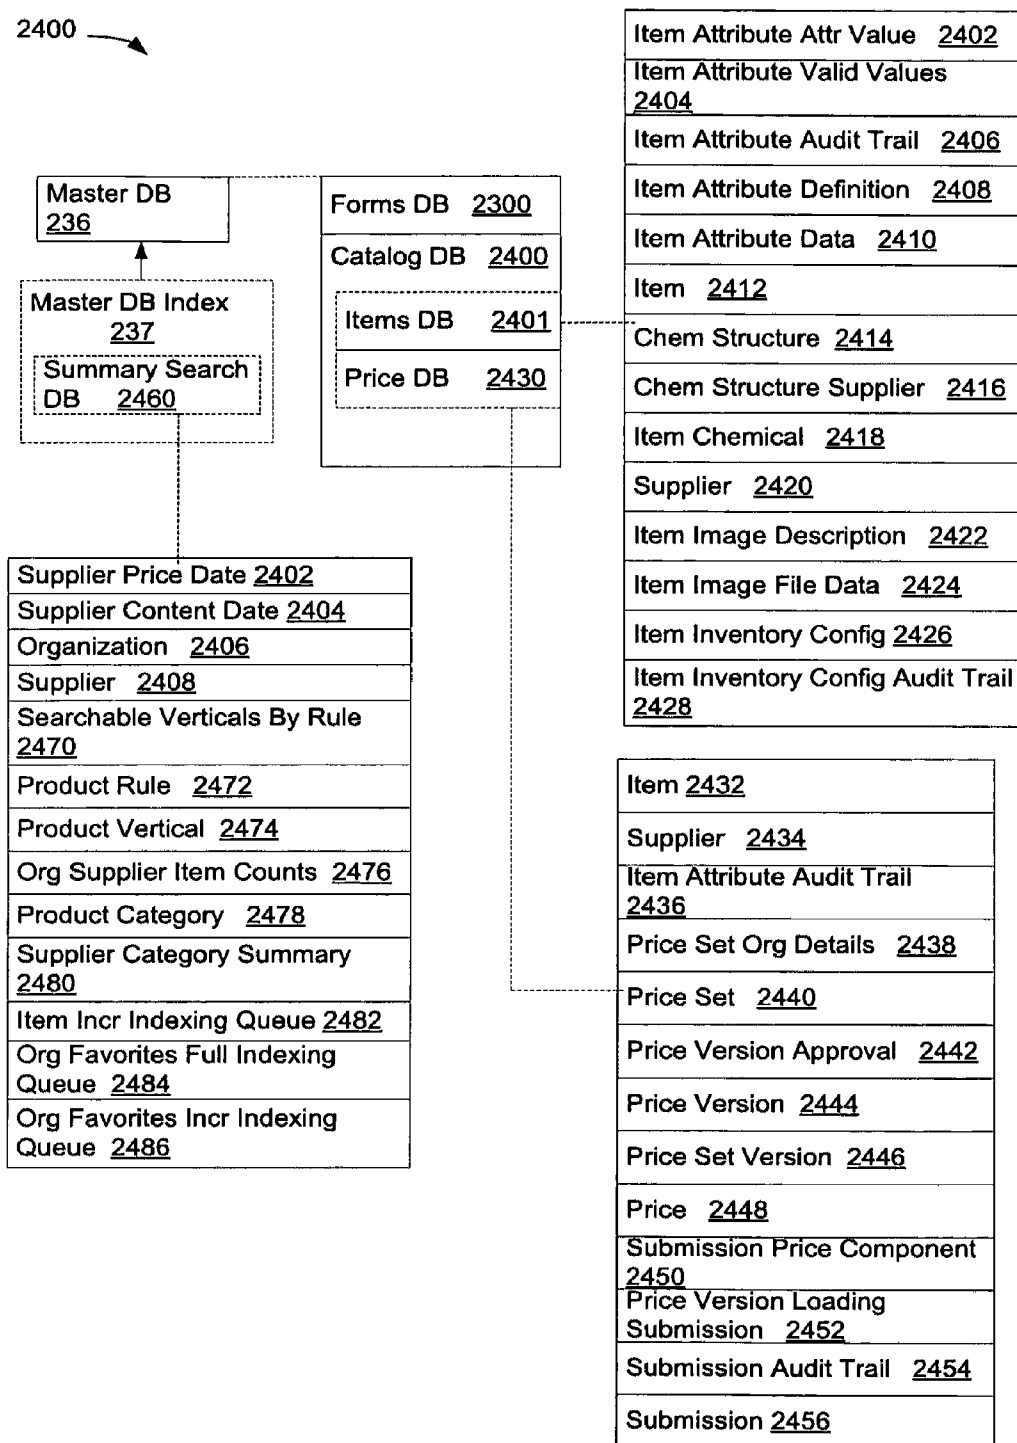 2400
Master DB
236
Master DB Index
237
Summary Search
DB 2460
Forms DB 2300
Catalog DB 2400
Items DB 2401
Price DB 2430
Item Attribute Attr Value 2402
Item Attribute Valid Values
2404
Item Attribute Audit Trail 2406
Item Attribute Definition 2408
Item Attribute Data 2410
Item 2412
Chem Structure 2414
Chem Structure Supplier 2416
Item Chemical 2418
Supplier 2420
Item Image Description 2422
Item Image File Data 2424
Item Inventory Config 2426
Item Inventory Config Audit Trail
2428
Supplier Price Date 2402
Supplier Content Date 2404
Organization 2406
Supplier 2408
Searchable Verticals By Rule
2470
Product Rule 2472
Product Vertical 2474
Org Supplier Item Counts 2476
Product Category 2478
Supplier Category Summary
2480
Item Incr Indexing Queue 2482
Org Favorites Full Indexing
Queue 2484
Org Favorites Incr Indexing
Queue 2486
Item 2432
Supplier 2434
Item Attribute Audit Trail
2436
Price Set Org Details 2438
Price Set 2440
Price Version Approval 2442
Price Version 2444
Price Set Version 2446
Price 2448
Submission Price Component
2450
Price Version Loading
Submission 2452
Submission Audit Trail 2454
Submission 2456